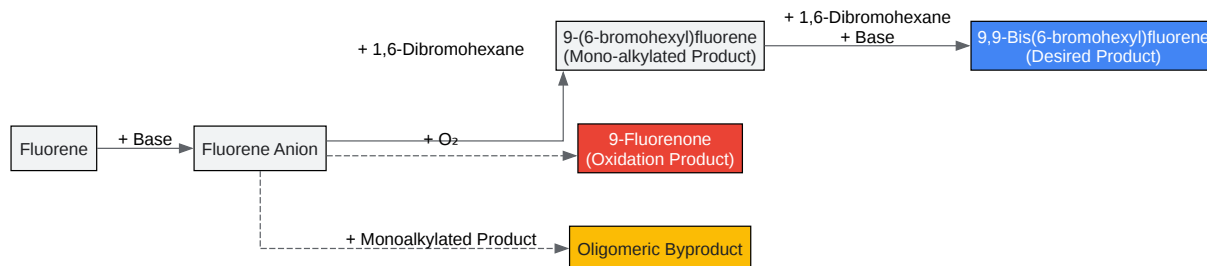 + 1,6-Dibromohexane
9-(6-bromohexyl)fluorene
(Mono-alkylated Product)
+ 1,6-Dibromohexane
+ Base
9,9-Bis(6-bromohexyl)fluorene
(Desired Product)
Fluorene
+ Base
Fluorene Anion
+ O₂
9-Fluorenone
(Oxidation Product)
+ Monoalkylated Product
Oligomeric Byproduct